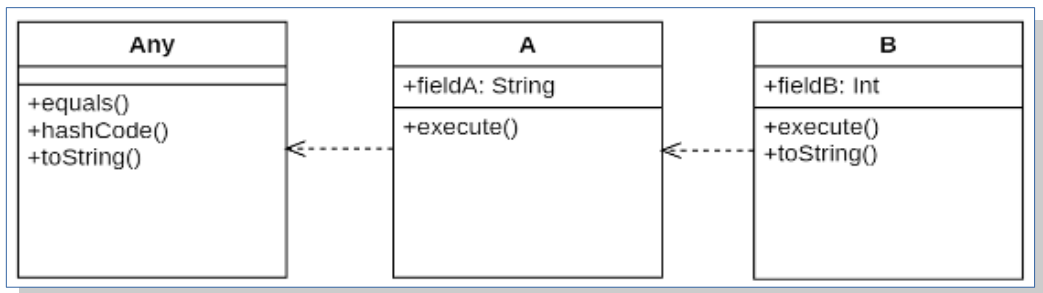 Any
+equals()
+hashCode()
+toString()
A
+fieldA: String
+execute()
B
+fieldB: Int
+execute()
+toString()